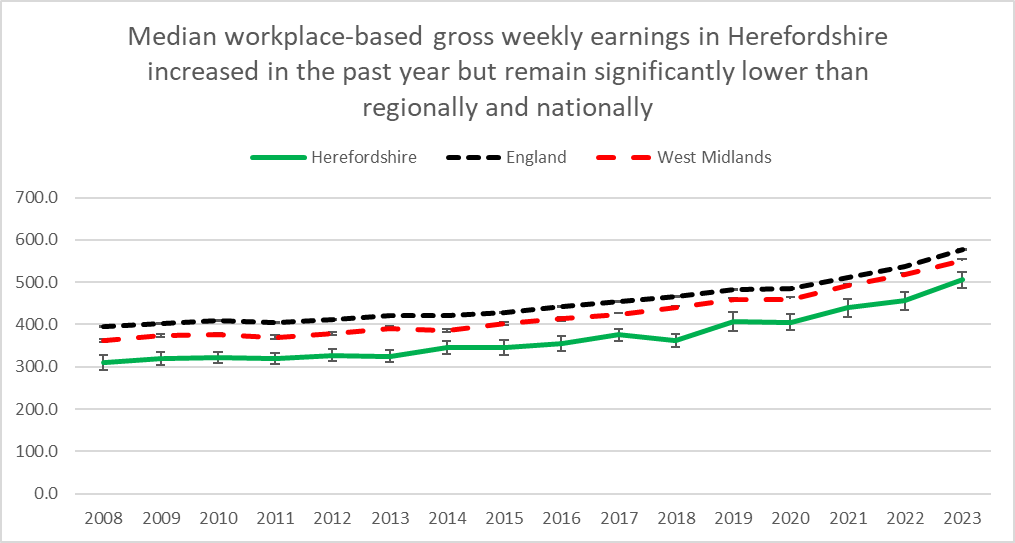 Median workplace-based gross weekly earnings in Herefordshire
increased in the past year but remain significantly lower than
regionally and nationally
Herefordshire England West Midlands
700.0
600.0
500.0
400.0
300.0
200.0
100.0
0.0
2008 2009 2010 2011 2012 2013 2014 2015 2016 2017 2018 2019 2020 2021 2022 2023